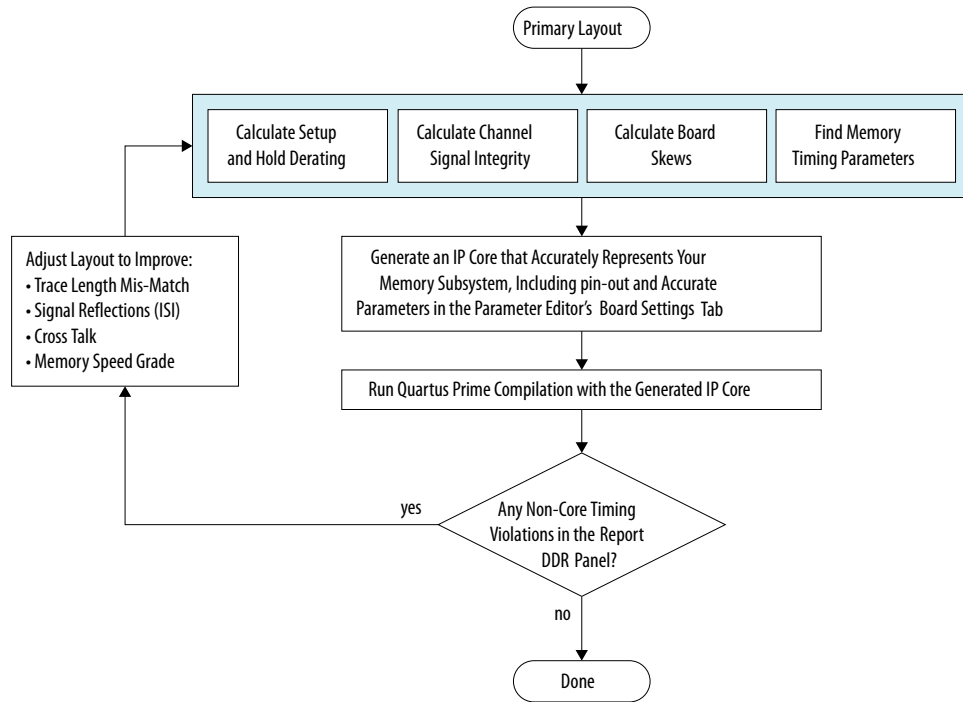 Primary Layout
Calculate Setup
and Hold Derating
Calculate Channel
Signal Integrity
Calculate Board
Skews
Find Memory
Timing Parameters
Adjust Layout to Improve:
• Trace Length Mis-Match
• Signal Reflections (ISI)
• Cross Talk
• Memory Speed Grade
Generate an IP Core that Accurately Represents Your
Memory Subsystem, Including pin-out and Accurate
Parameters in the Parameter Editor's Board Settings Tab
Run Quartus Prime Compilation with the Generated IP Core
yes
Any Non-Core Timing
Violations in the Report
DDR Panel?
no
Done